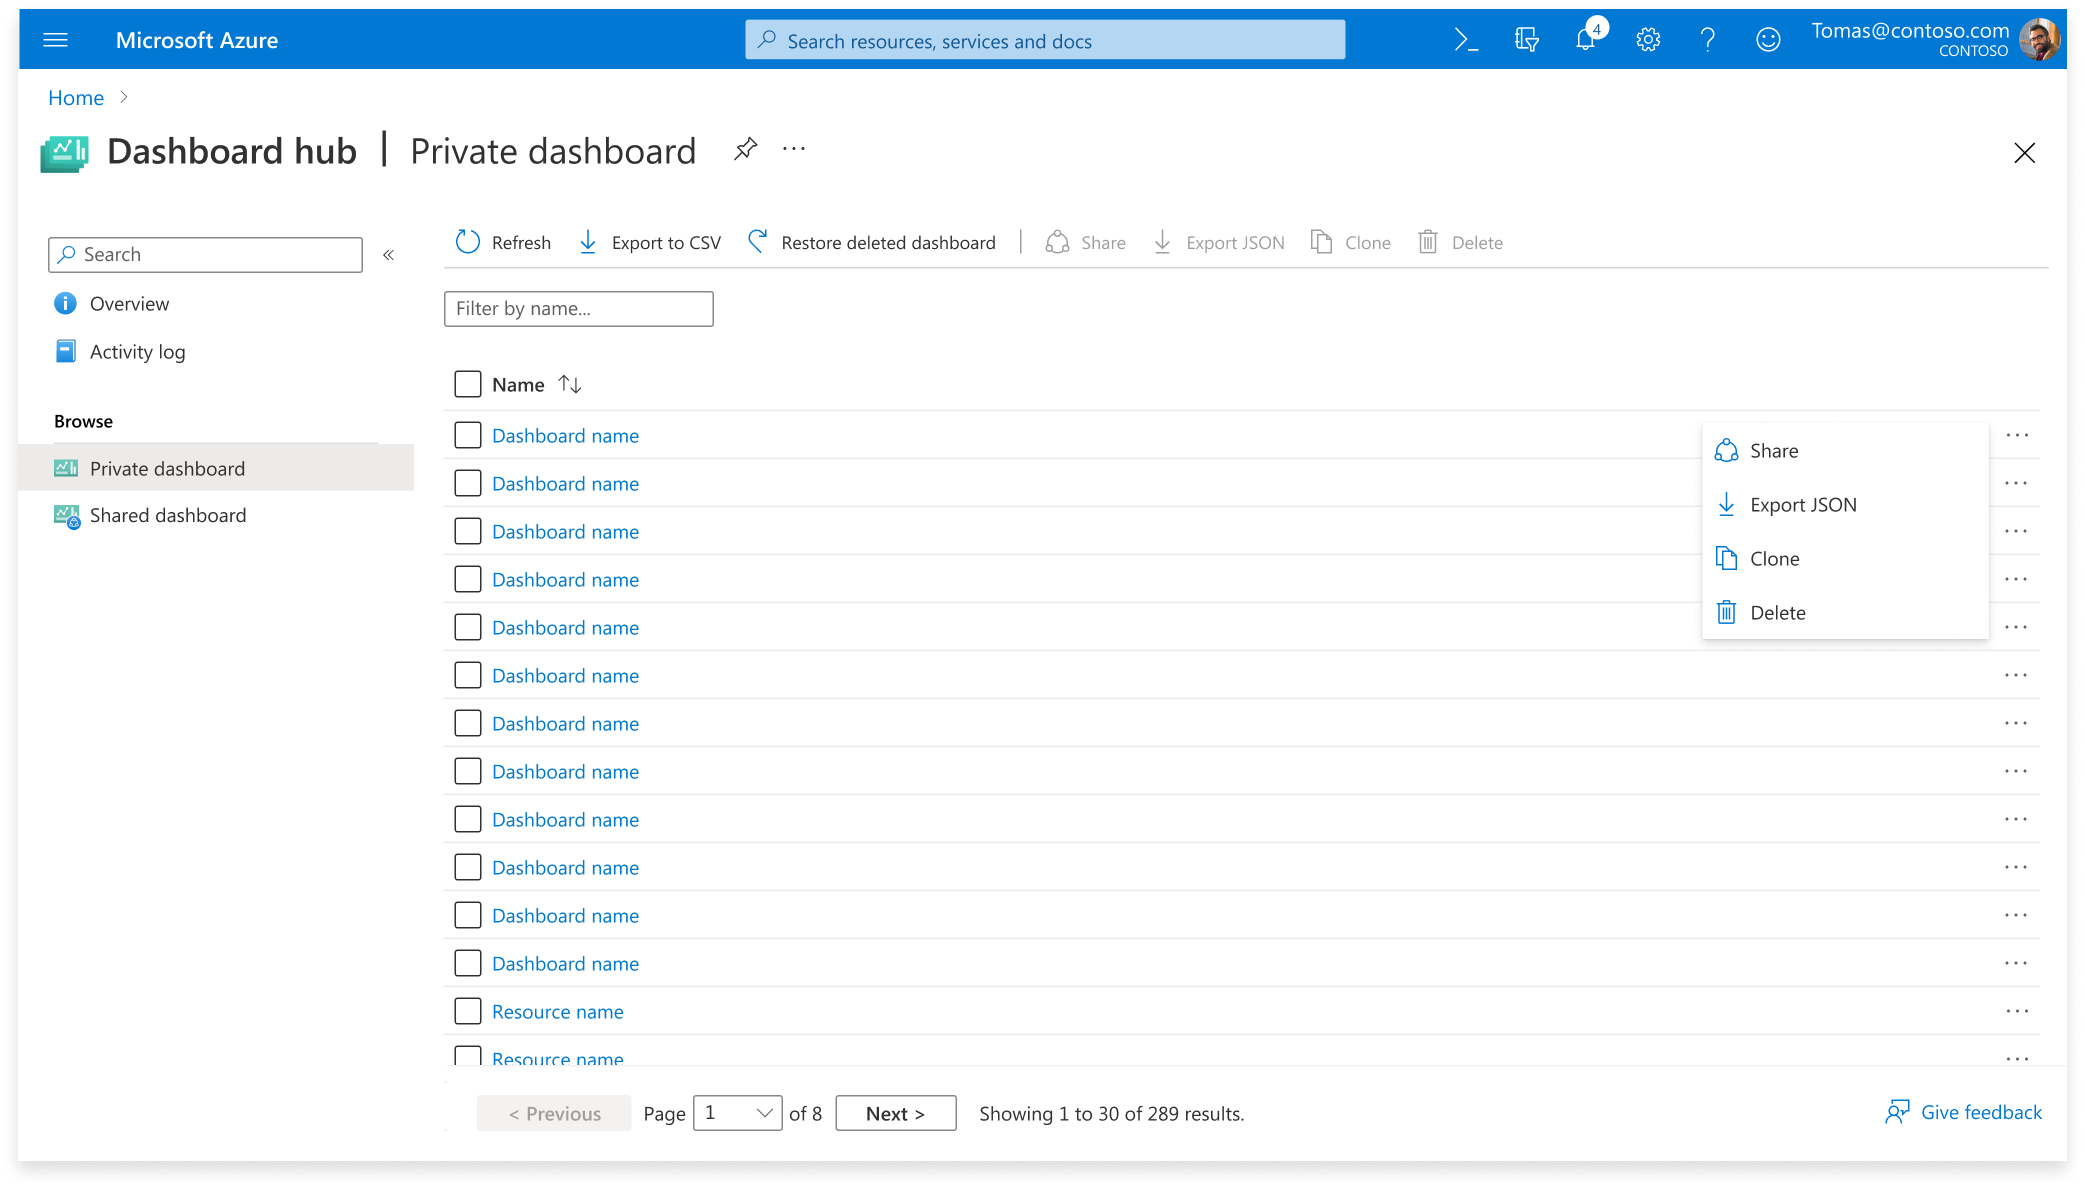 Microsoft Azure
Search resources, services and docs
4
Tomas@contoso.com
CONTOSO
Home
Dashboard hub | Private dashboard
Search
Overview
Activity log
Browse
Private dashboard
Shared dashboard
Refresh
Export to CSV
Restore deleted dashboard
Share
Export JSON
Clone
Delete
Filter by name...
Name
Dashboard name
Dashboard name
Dashboard name
Dashboard name
Dashboard name
Dashboard name
Dashboard name
Dashboard name
Dashboard name
Dashboard name
Dashboard name
Dashboard name
Resource name
Resource name
Share
Export JSON
Clone
Delete
< Previous
Page 1 of 8
Next >
Showing 1 to 30 of 289 results.
Give feedback